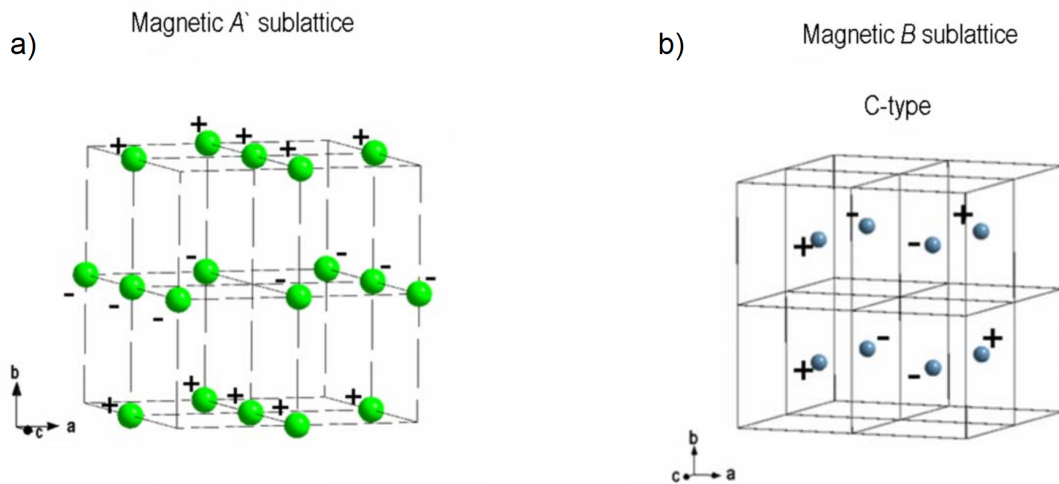 a)
Magnetic A` sublattice
+ + + + +
- - - - - - - -
+ + + + +
b
c a
b)
Magnetic B sublattice
C-type
+ - - +
+ - - +
b
c a